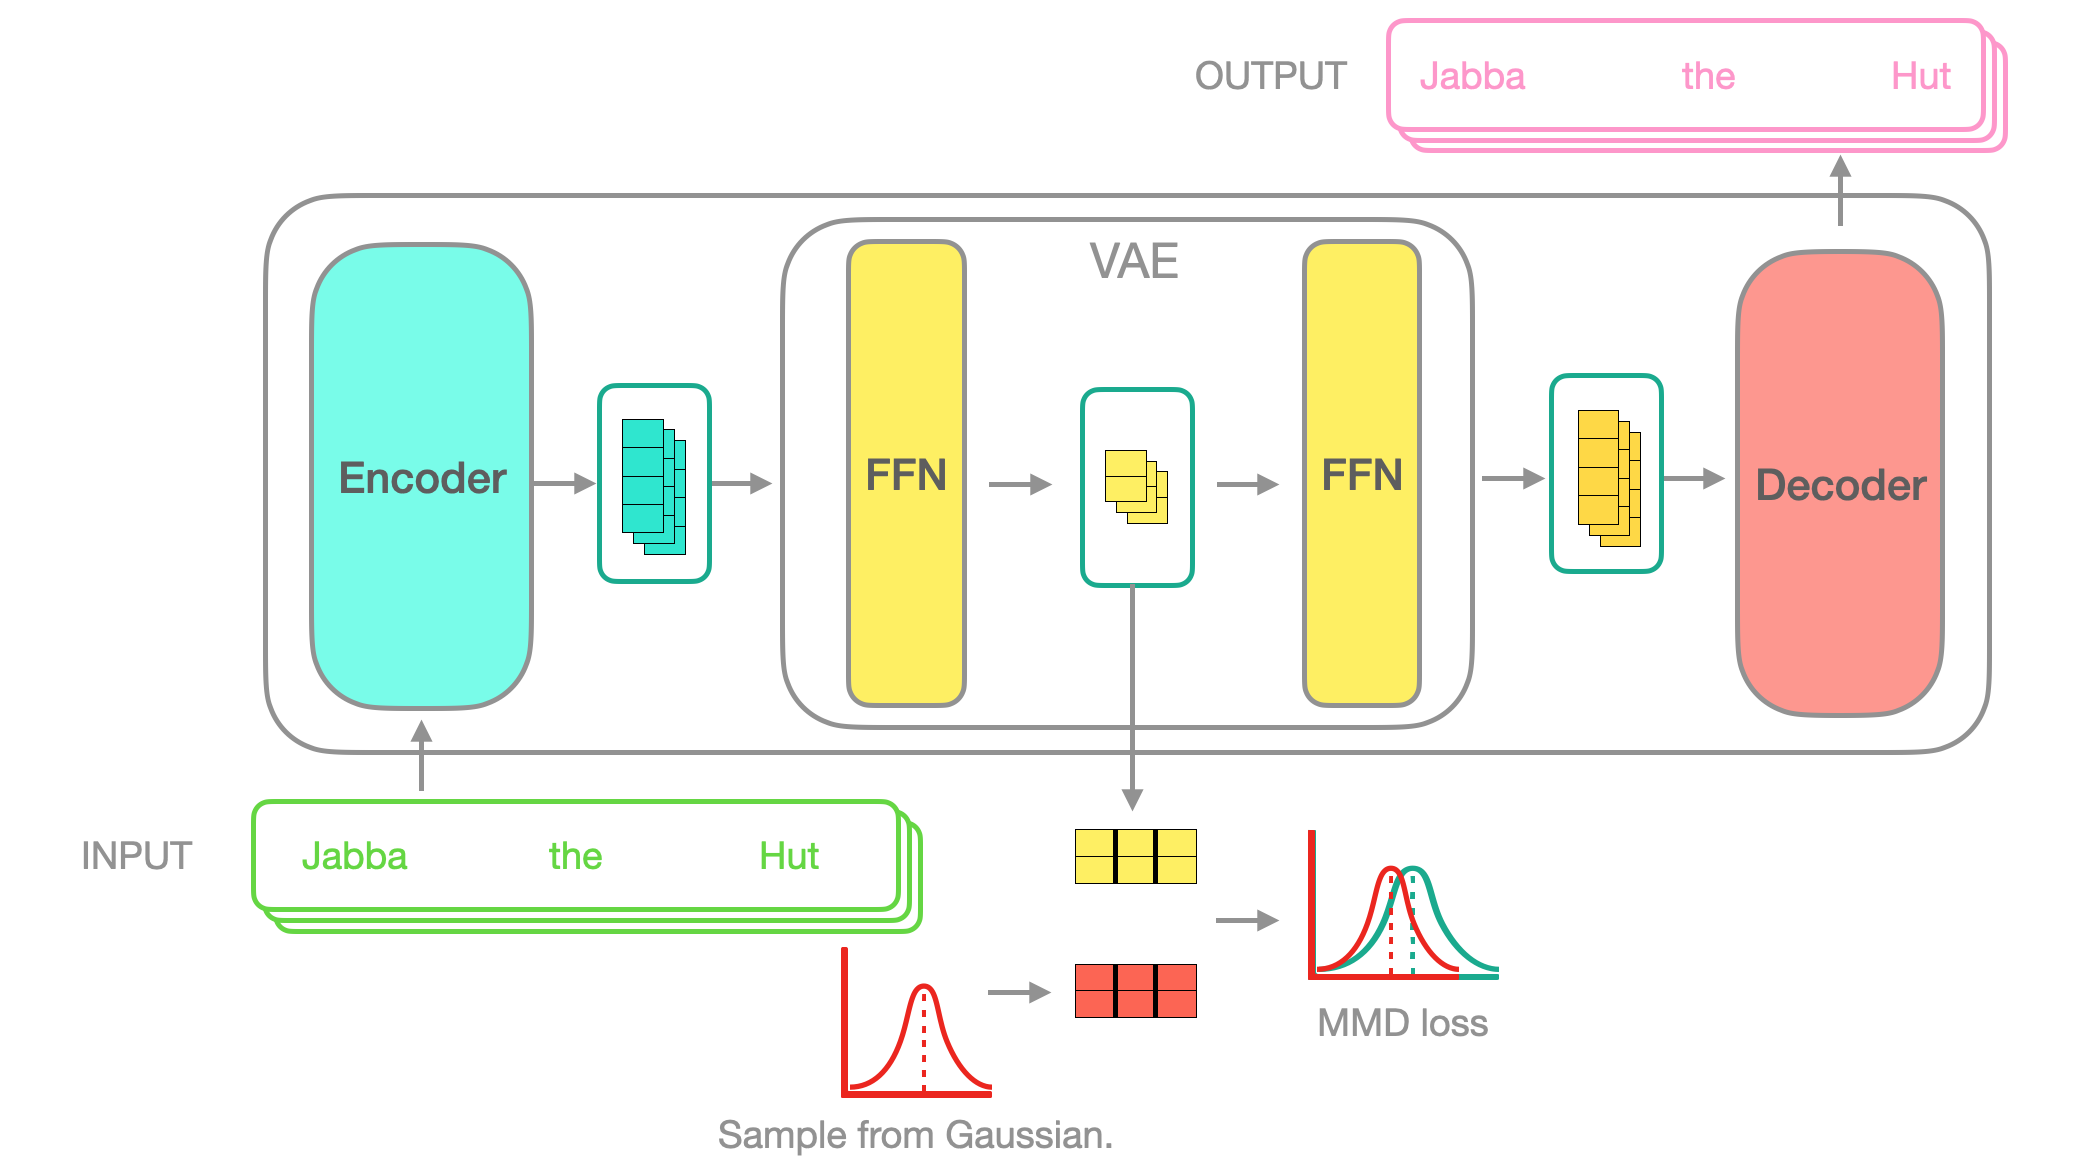 OUTPUT
Jabba the Hut
VAE
Encoder
FFN
FFN
Decoder
INPUT
Jabba the Hut
MMD loss
Sample from Gaussian.